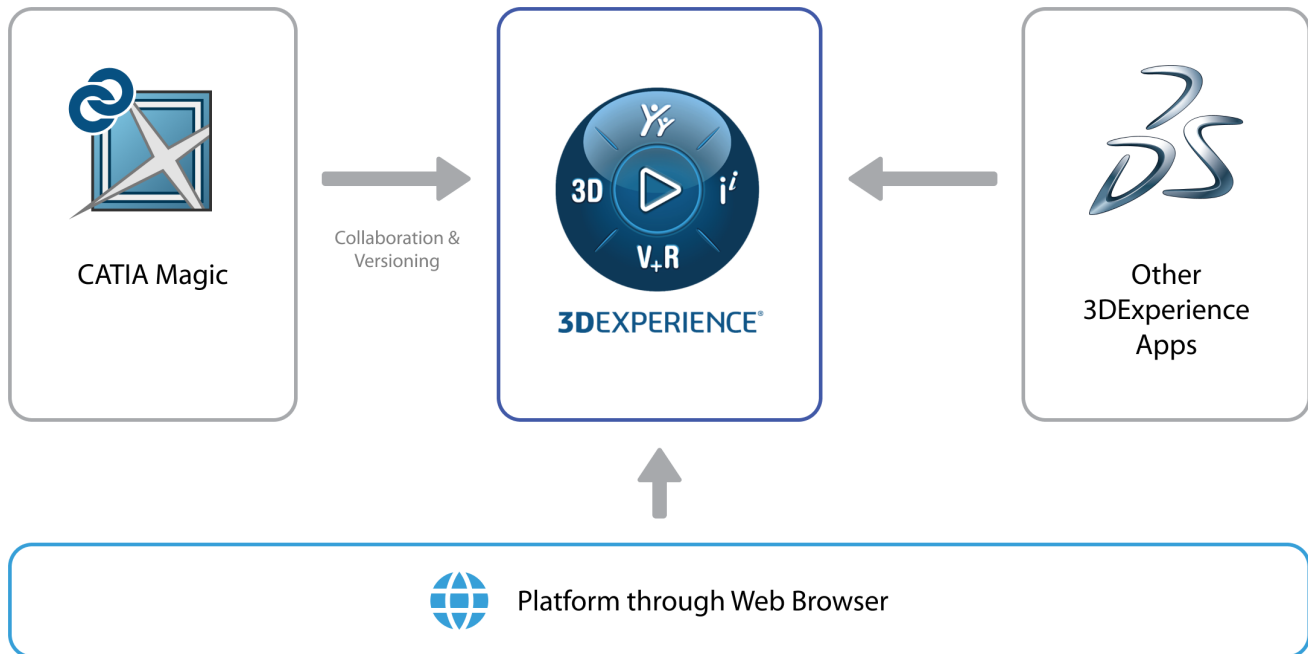 CATIA Magic
Collaboration &
Versioning
3D
i i
V+R
3DEXPERIENCE®
Other
3DExperience
Apps
Platform through Web Browser